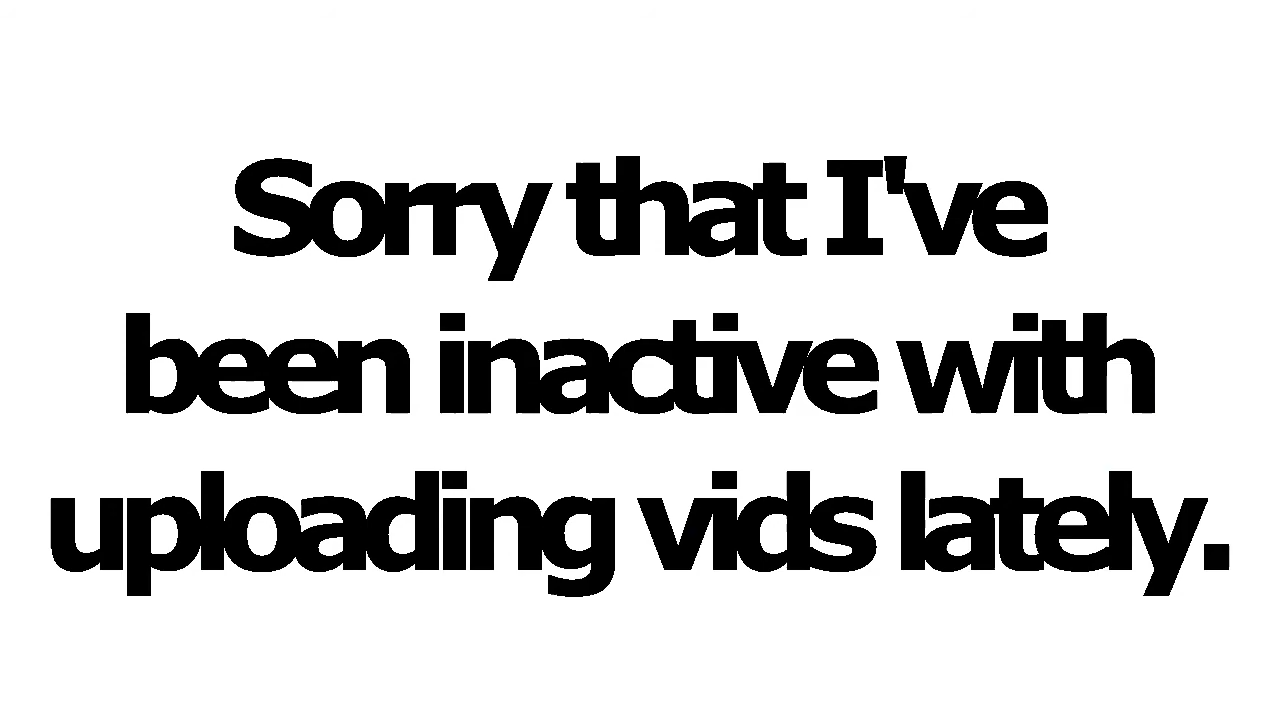 Sorry that I've
been inactive with
uploading vids lately.